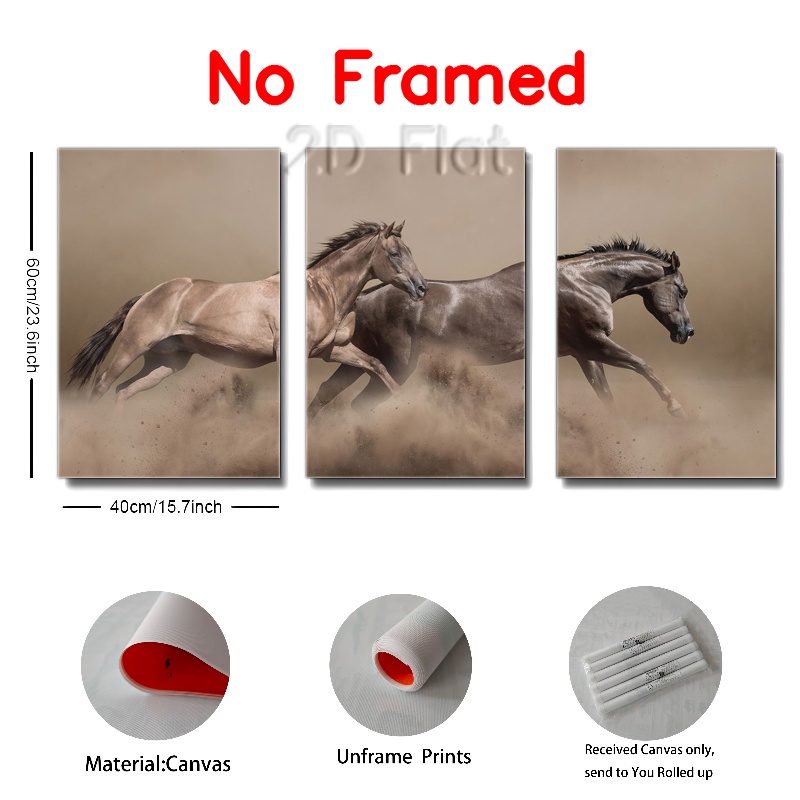 No Framed
2D Flat
60cm/23.6inch
40cm/15.7inch
Material:Canvas
Unframe Prints
Received Canvas only,
send to You Rolled up